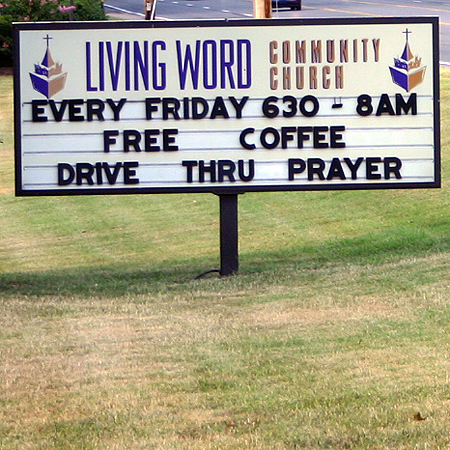 LIVING WORD COMMUNITY CHURCH
EVERY FRIDAY 630 - 8AM
FREE COFFEE
DRIVE THRU PRAYER